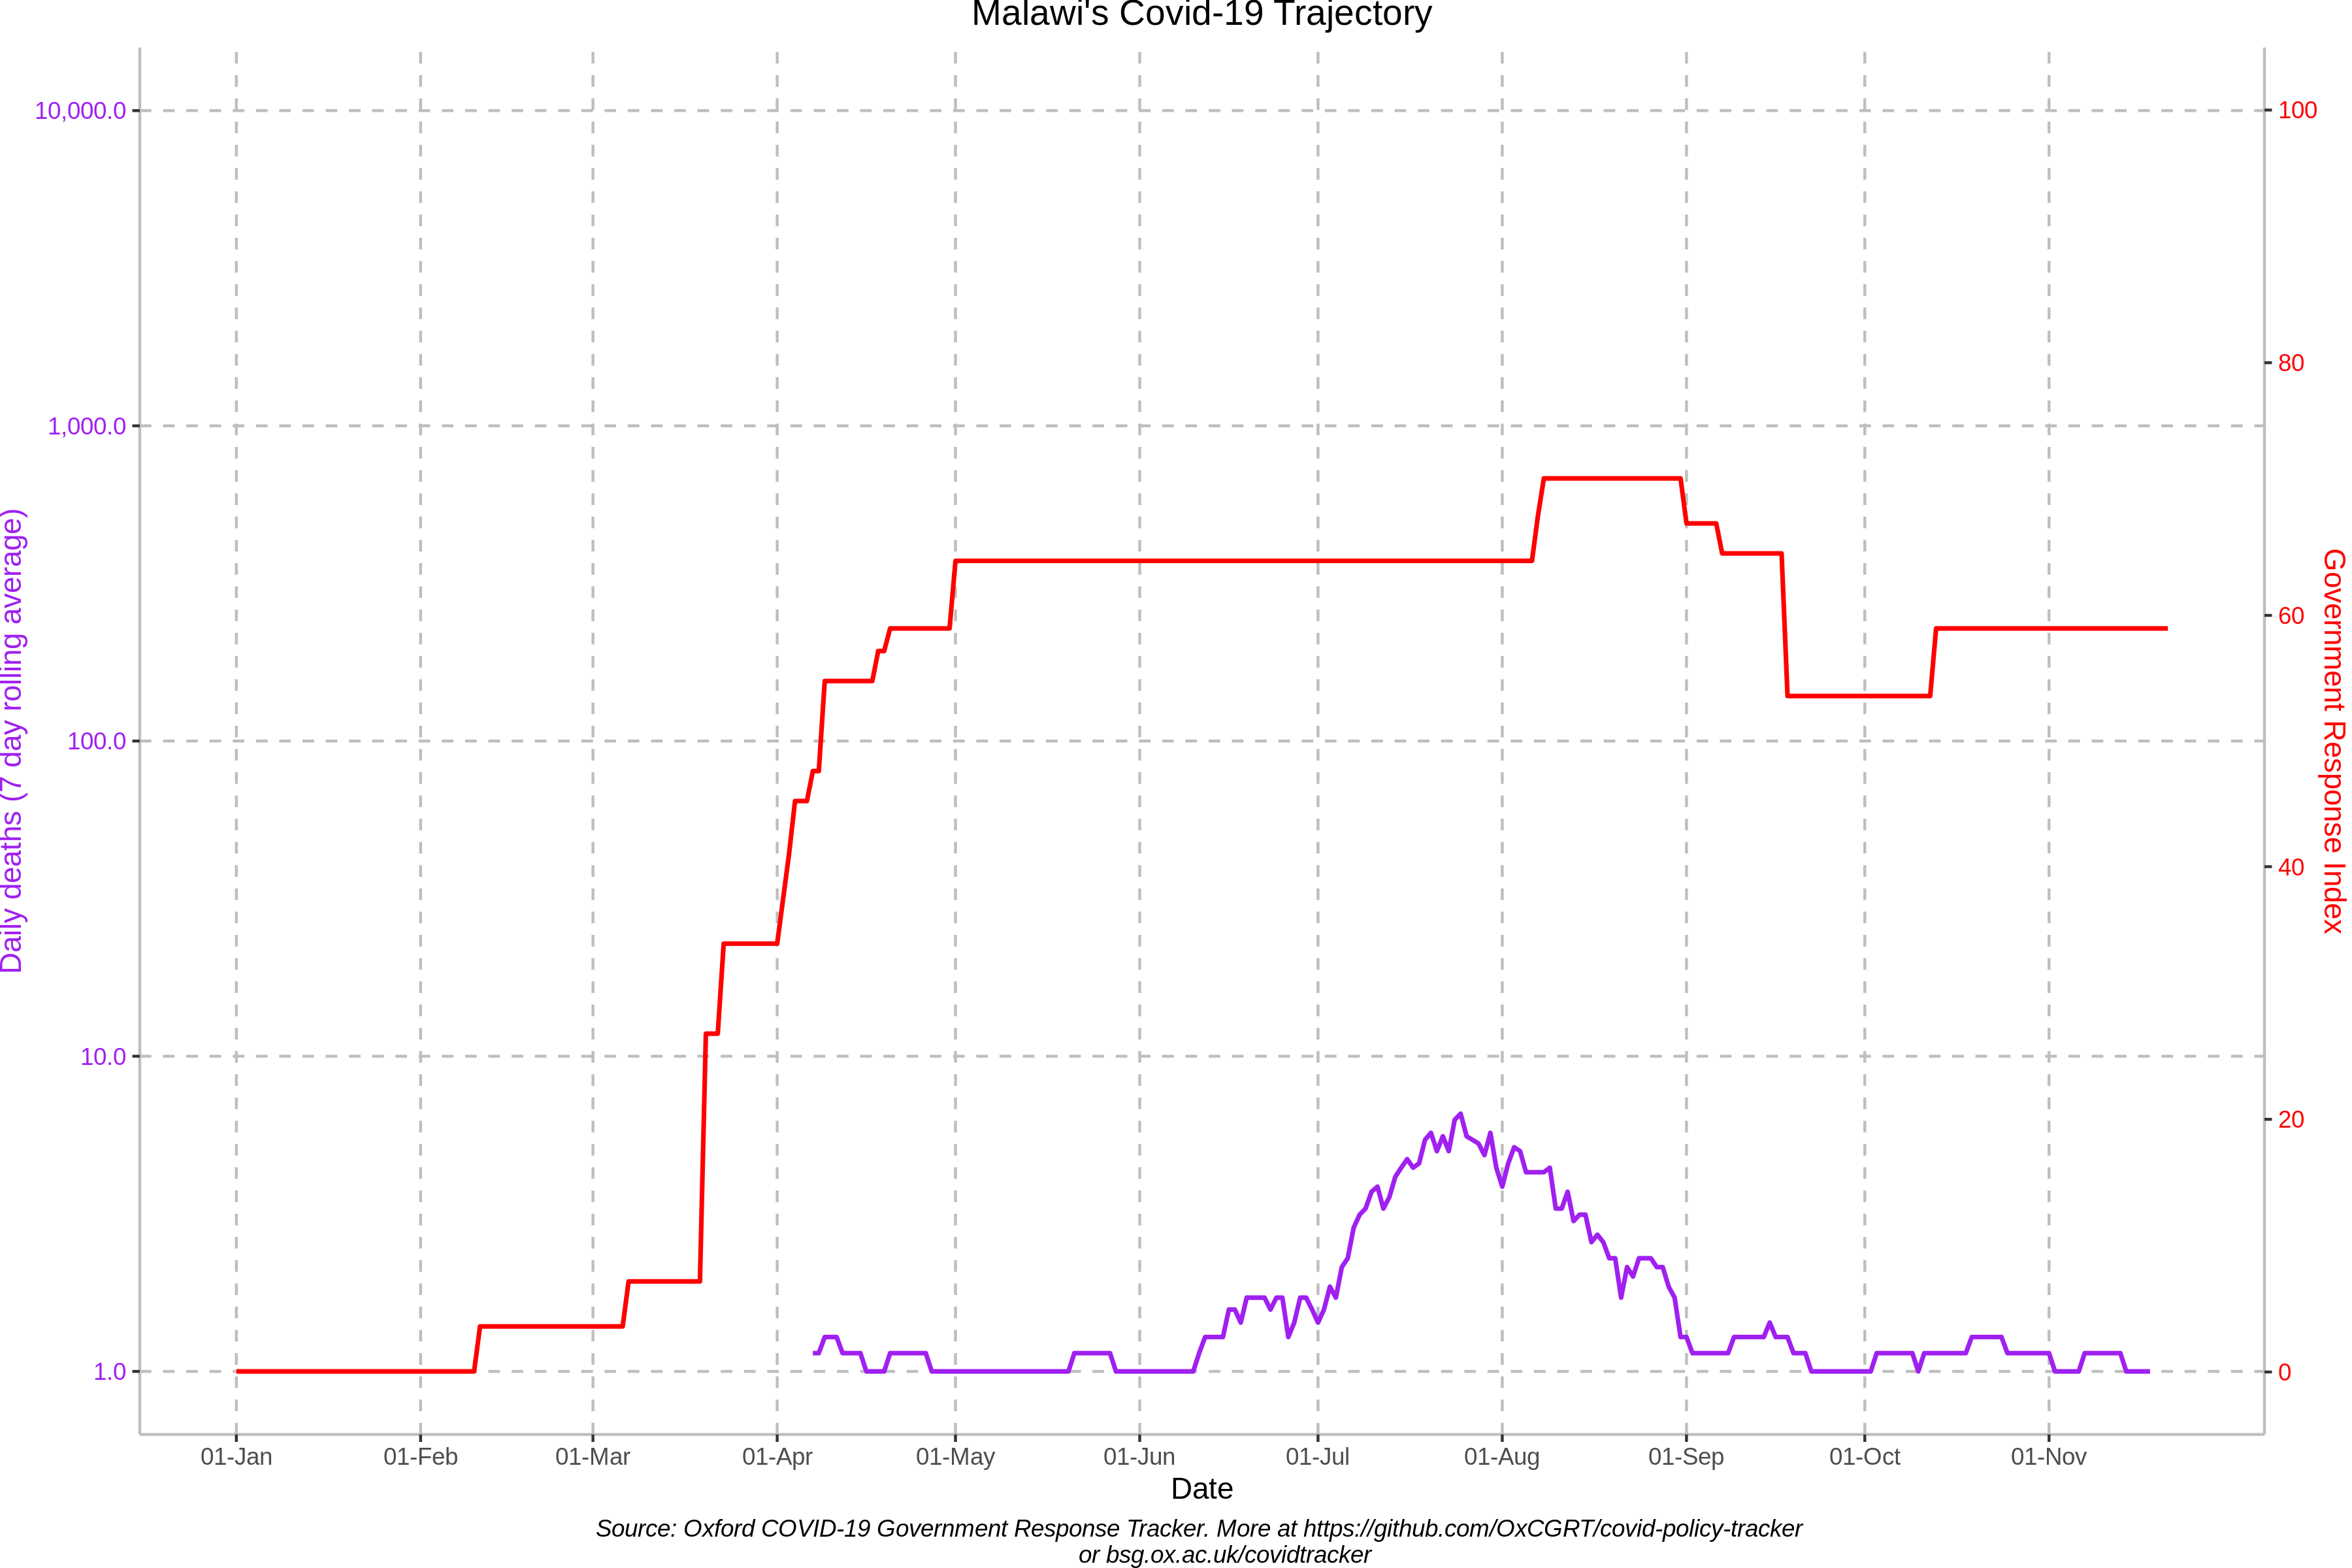 Malawi's Covid-19 Trajectory
Daily deaths (7 day rolling average)
10,000.0
1,000.0
100.0
10.0
1.0
100
80
60
40
20
0
Government Response Index
01-Jan 01-Feb 01-Mar 01-Apr 01-May 01-Jun 01-Jul 01-Aug 01-Sep 01-Oct 01-Nov
Date
Source: Oxford COVID-19 Government Response Tracker. More at https://github.com/OxCGRT/covid-policy-tracker
or bsg.ox.ac.uk/covidtracker